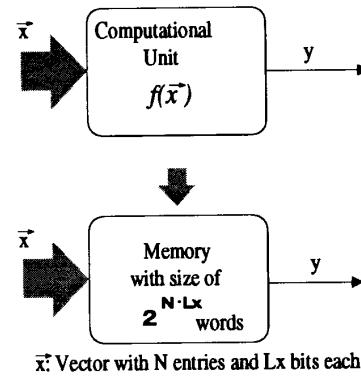 Computational
Unit
x⃗
f(x⃗)
y
x⃗
Memory
with size of
2^N·Lx words
y
x⃗: Vector with N entries and Lx bits each